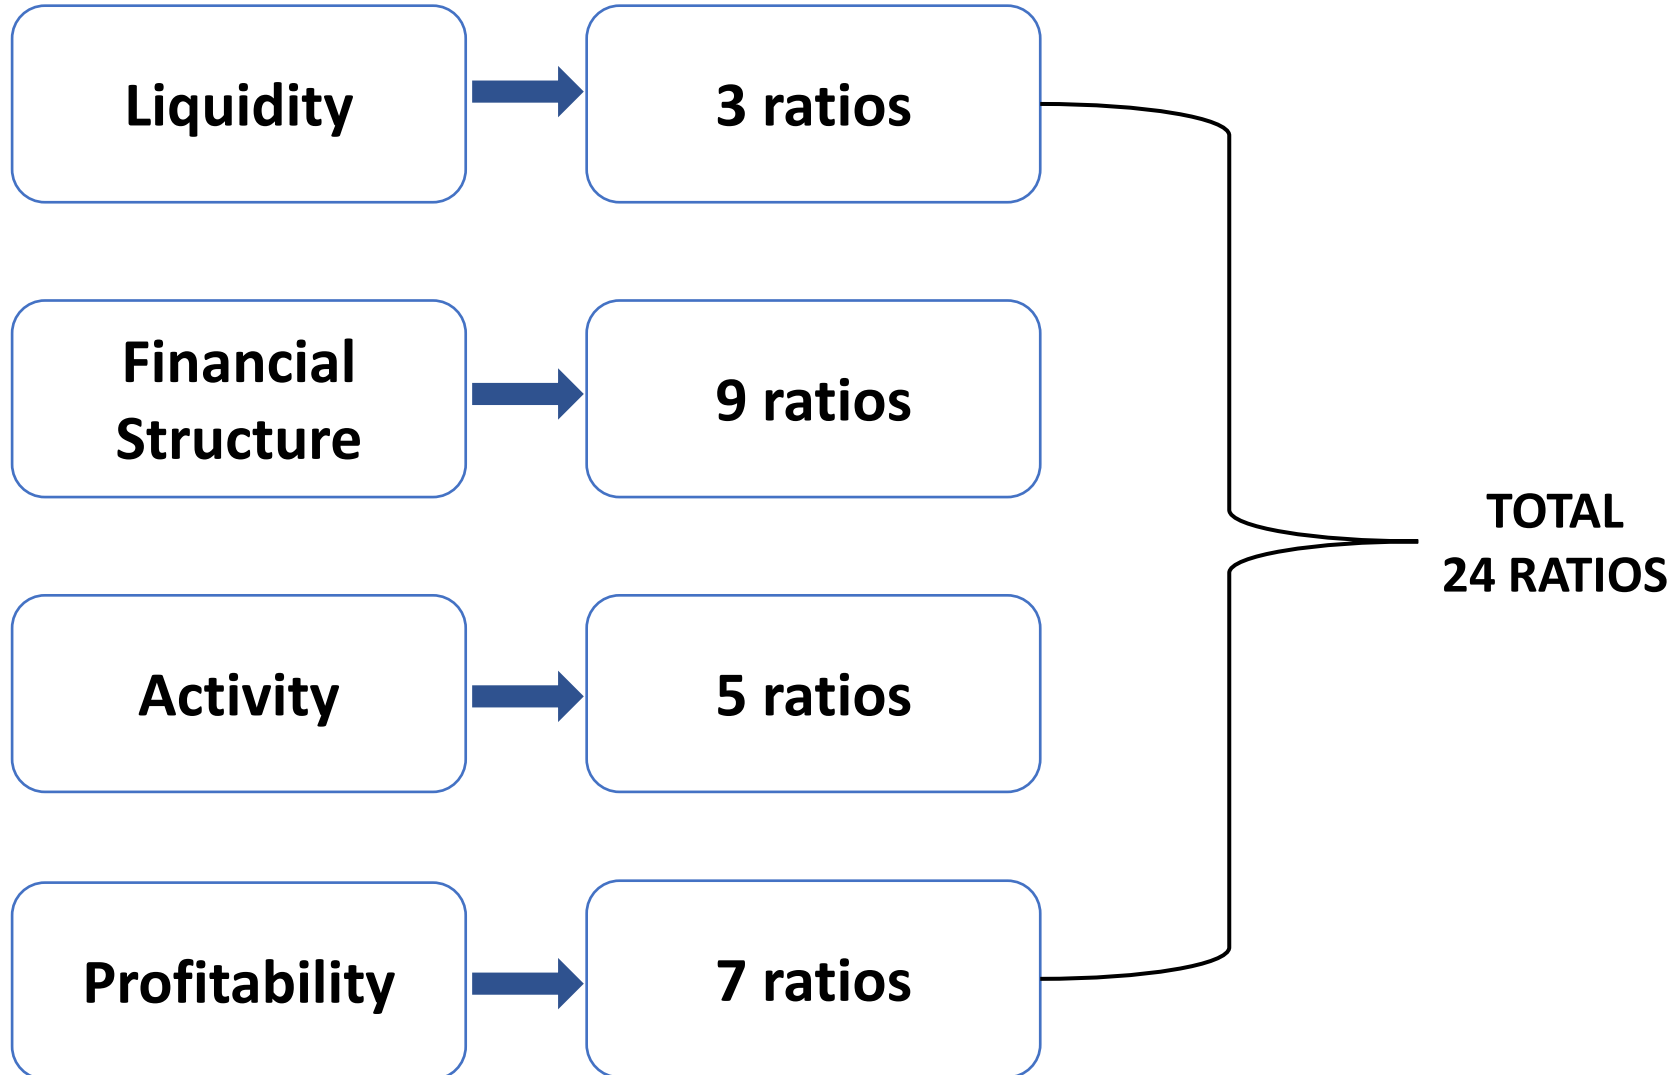 Liquidity
3 ratios
Financial
Structure
9 ratios
Activity
5 ratios
Profitability
7 ratios
TOTAL
24 RATIOS